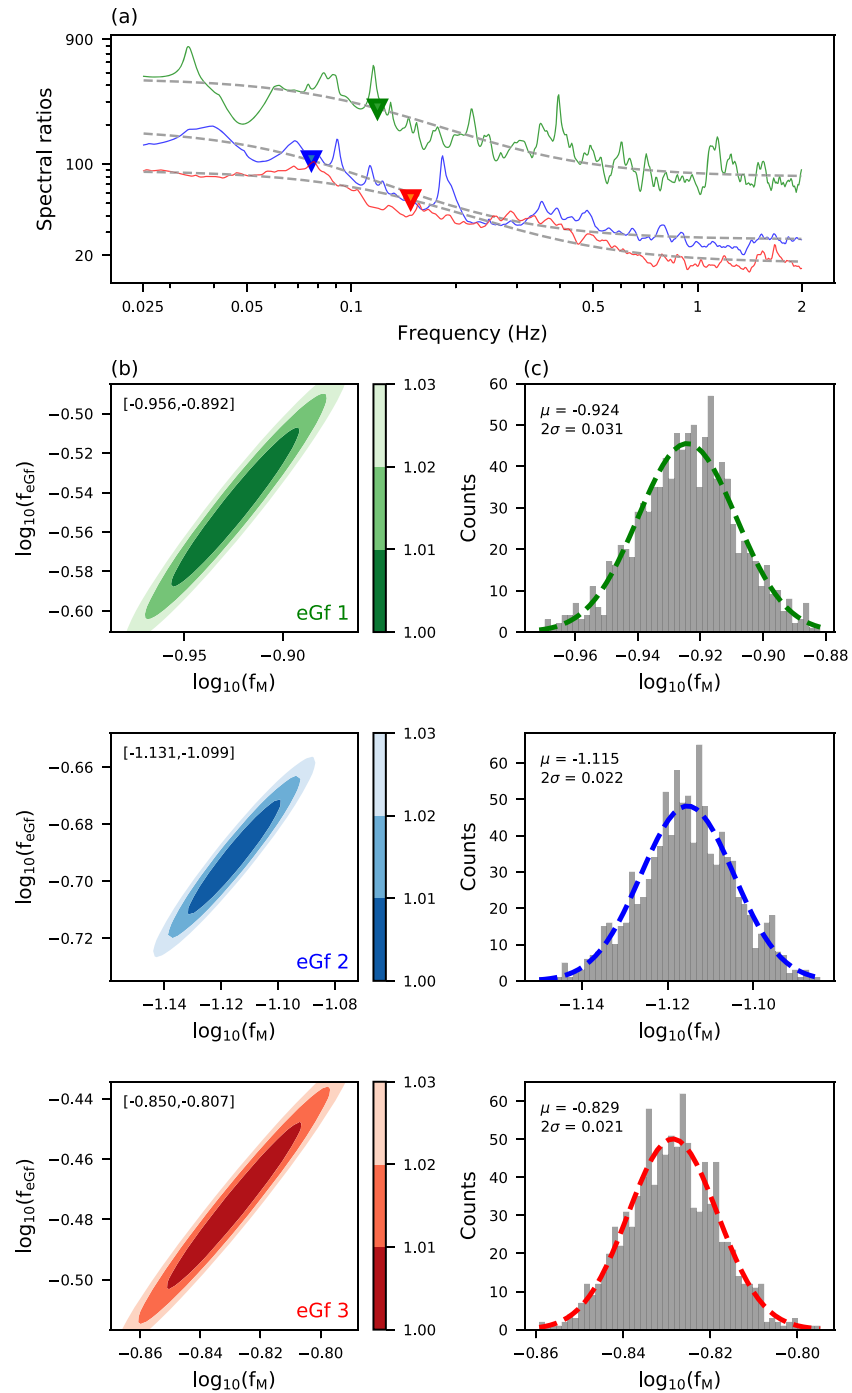 (a)
900
100
20
Spectral ratios
0.025 0.05 0.1 0.5 1 2
Frequency (Hz)
(b)
[-0.956,-0.892]
−0.50
−0.52
−0.54
−0.56
−0.58
−0.60
log₁₀(f_eGf)
eGf 1
−0.95 −0.90
log₁₀(f_M)
1.03
1.02
1.01
1.00
(c)
μ = -0.924
2σ = 0.031
60
50
40
30
20
10
0
Counts
−0.96 −0.94 −0.92 −0.90 −0.88
log₁₀(f_M)
[-1.131,-1.099]
−0.66
−0.68
−0.70
−0.72
log₁₀(f_eGf)
eGf 2
−1.14 −1.12 −1.10 −1.08
log₁₀(f_M)
1.03
1.02
1.01
1.00
μ = -1.115
2σ = 0.022
60
50
40
30
20
10
0
Counts
−1.14 −1.12 −1.10
log₁₀(f_M)
[-0.850,-0.807]
−0.44
−0.46
−0.48
−0.50
log₁₀(f_eGf)
eGf 3
−0.86 −0.84 −0.82 −0.80
log₁₀(f_M)
1.03
1.02
1.01
1.00
μ = -0.829
2σ = 0.021
60
50
40
30
20
10
0
Counts
−0.86 −0.84 −0.82 −0.80
log₁₀(f_M)